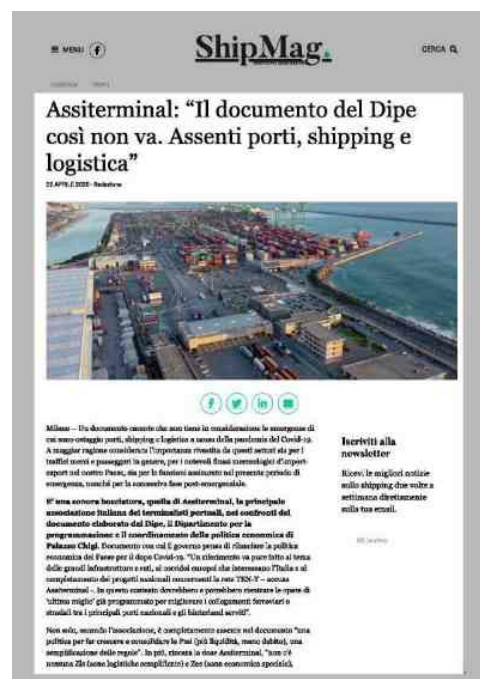 MENU
ShipMag.
CERCA
Assiterminal: “Il documento del Dipe
così non va. Assenti porti, shipping e
logistica”
22 APRILE 2020 - Redazione
Milano – Un documento carente che non tiene in considerazione le emergenze di
cui sono ostaggio porti, shipping e logistica a causa della pandemia del Covid-19.
A maggior ragione considerata l'importanza rivestita da questi settori sia per i
traffici merci e passeggeri in genere, per i notevoli flussi merceologici d'import-
export nel nostro Paese, sia per le funzioni assicurate nel presente periodo di
emergenza, nonché per la successiva fase post-emergenziale.
E' una sonora bocciatura, quella di Assiterminal, la principale
associazione italiana dei terminalisti portuali, nei confronti del
documento elaborato dal Dipe, il Dipartimento per la
programmazione e il coordinamento della politica economica di
Palazzo Chigi. Documento con cui il governo pensa di rilanciare la politica
economica del Paese per il dopo Covid-19. “Un riferimento va pure fatto al tema
delle grandi infrastrutture e reti, ai corridoi europei che interessano l'Italia e al
completamento dei progetti nazionali concernenti la rete TEN-T – accusa
Assiterminal -. In questo contesto dovrebbero e potrebbero rientrare le opere di
'ultimo miglio' già programmate per migliorare i collegamenti ferroviari e
stradali tra i principali porti nazionali e gli hinterland serviti”.
Non solo, secondo l'associazione, è completamente assente nel documento “una
politica per far crescere e consolidare le Pmi (più liquidità, meno debito), una
semplificazione delle regole”. In più, rincara la dose Assiterminal, “non c'è
nessuna Zls (zone logistiche semplificate) e Zes (zone economiche speciali),
Iscriviti alla
newsletter
Ricevi le migliori notizie
sullo shipping due volte a
settimana direttamente
sulla tua email.